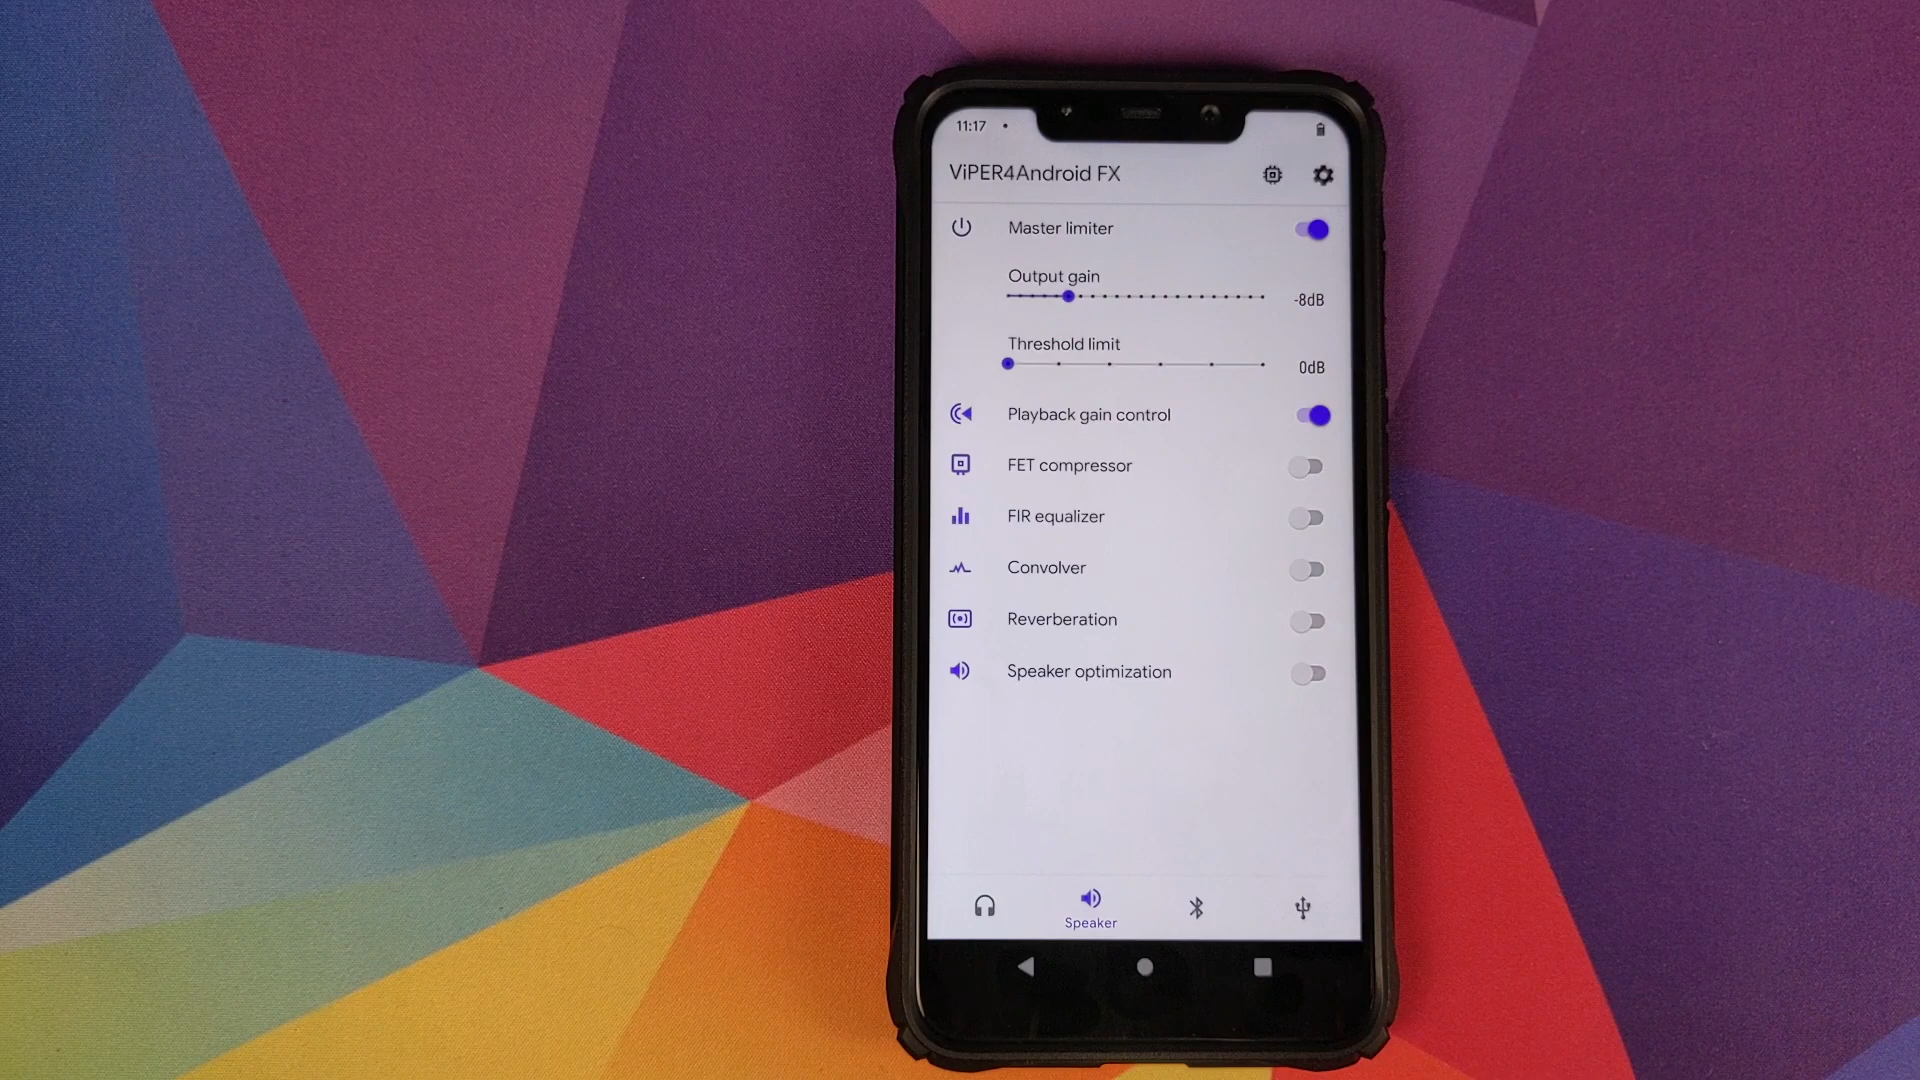 11:17
ViPER4Android FX
Master limiter
Output gain
-8dB
Threshold limit
0dB
Playback gain control
FET compressor
FIR equalizer
Convolver
Reverberation
Speaker optimization
Speaker